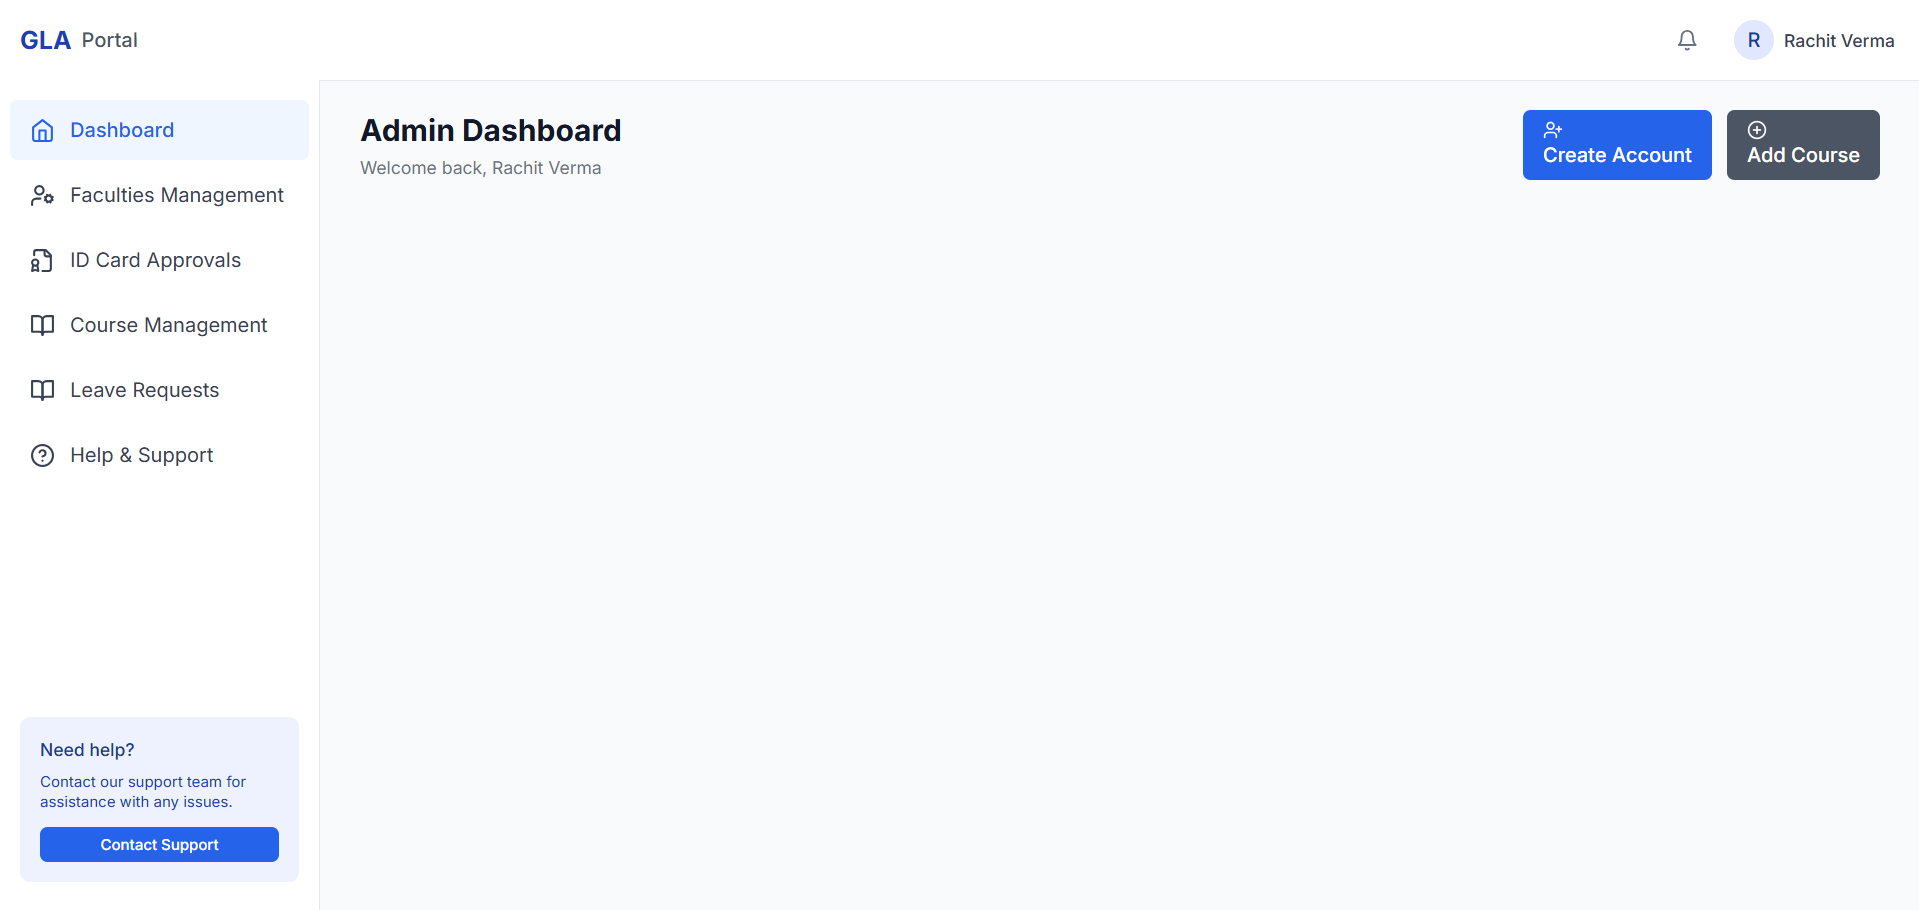 GLA Portal
R Rachit Verma
Dashboard
Faculties Management
ID Card Approvals
Course Management
Leave Requests
Help & Support
Need help?
Contact our support team for
assistance with any issues.
Contact Support
Admin Dashboard
Welcome back, Rachit Verma
Create Account
Add Course